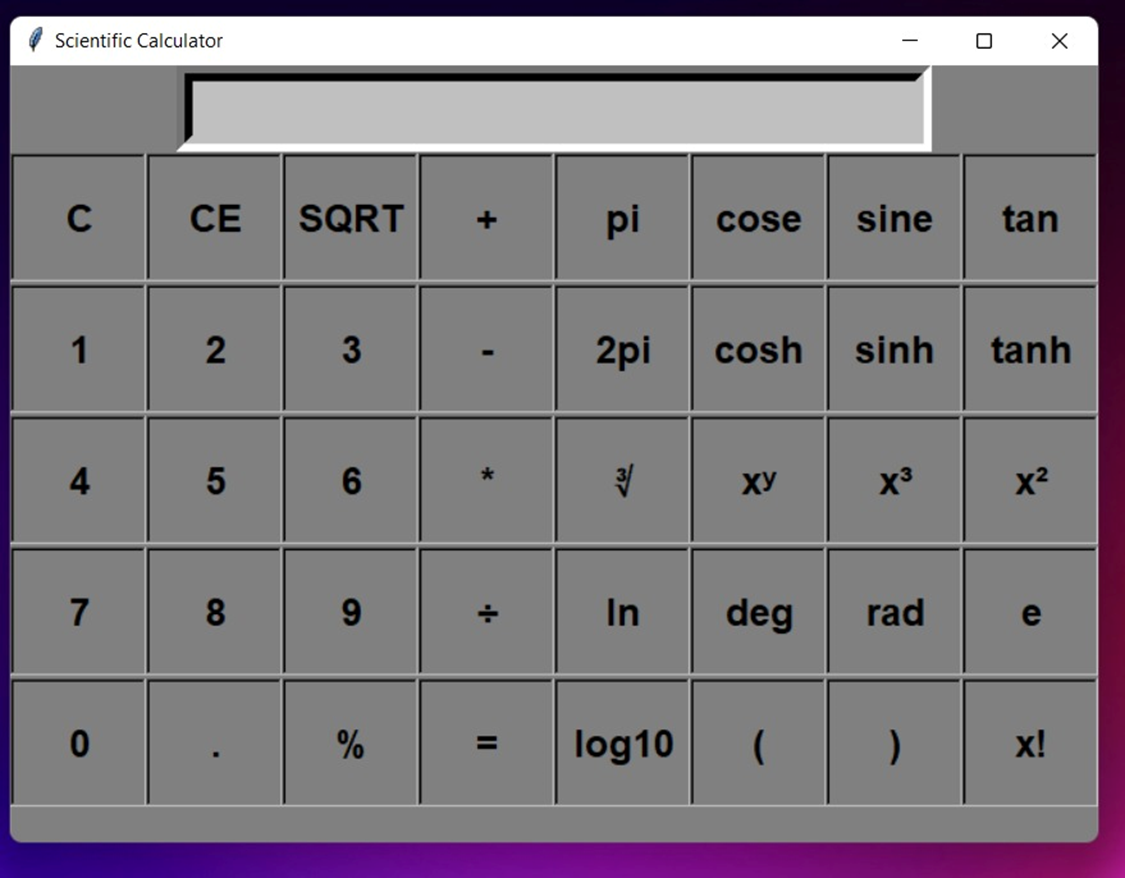 Scientific Calculator
C CE SQRT + pi cose sine tan
1 2 3 - 2pi cosh sinh tanh
4 5 6 * ∛ xʸ x³ x²
7 8 9 ÷ ln deg rad e
0 . % = log10 ( ) x!